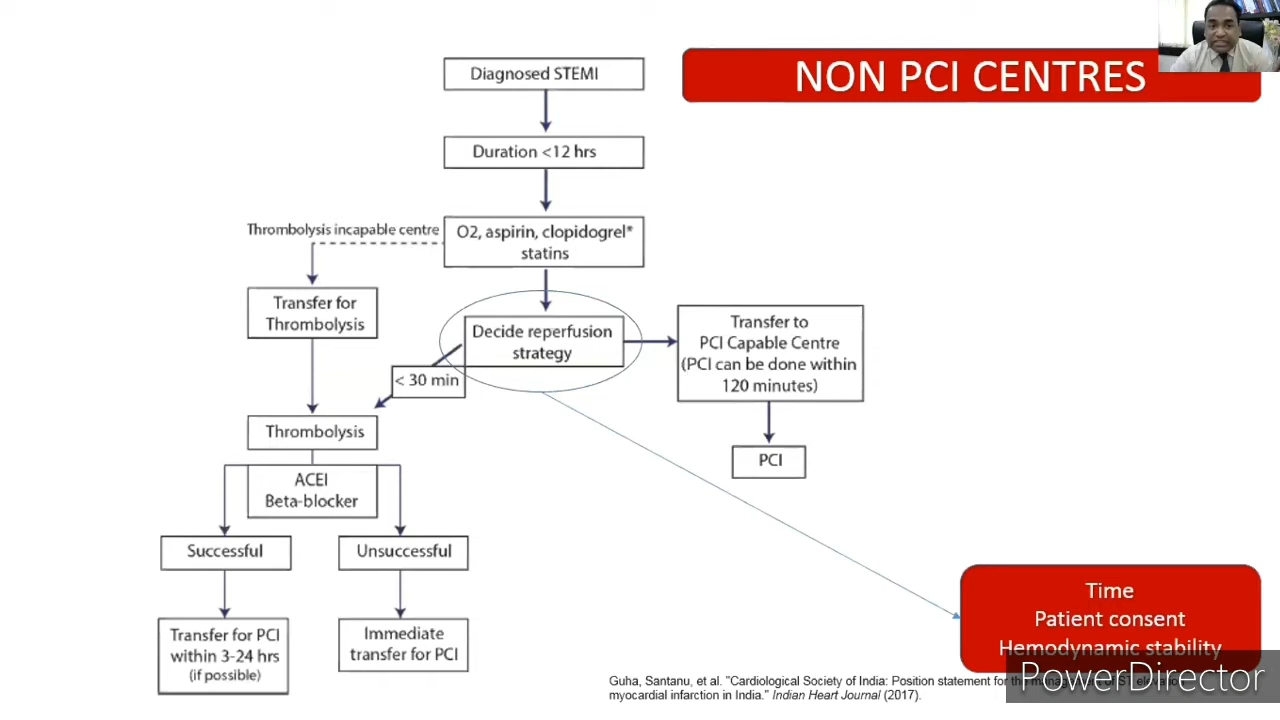 NON PCI CENTRES
Diagnosed STEMI
Duration <12 hrs
Thrombolysis incapable centre
O2, aspirin, clopidogrel*
statins
Transfer for
Thrombolysis
Decide reperfusion
strategy
Transfer to
PCI Capable Centre
(PCI can be done within
120 minutes)
< 30 min
Thrombolysis
PCI
ACEI
Beta-blocker
Successful
Unsuccessful
Transfer for PCI
within 3-24 hrs
(if possible)
Immediate
transfer for PCI
Time
Patient consent
Hemodynamic stability
PowerDirector
Guha, Santanu, et al. "Cardiological Society of India: Position statement for the
myocardial infarction in India." Indian Heart Journal (2017).